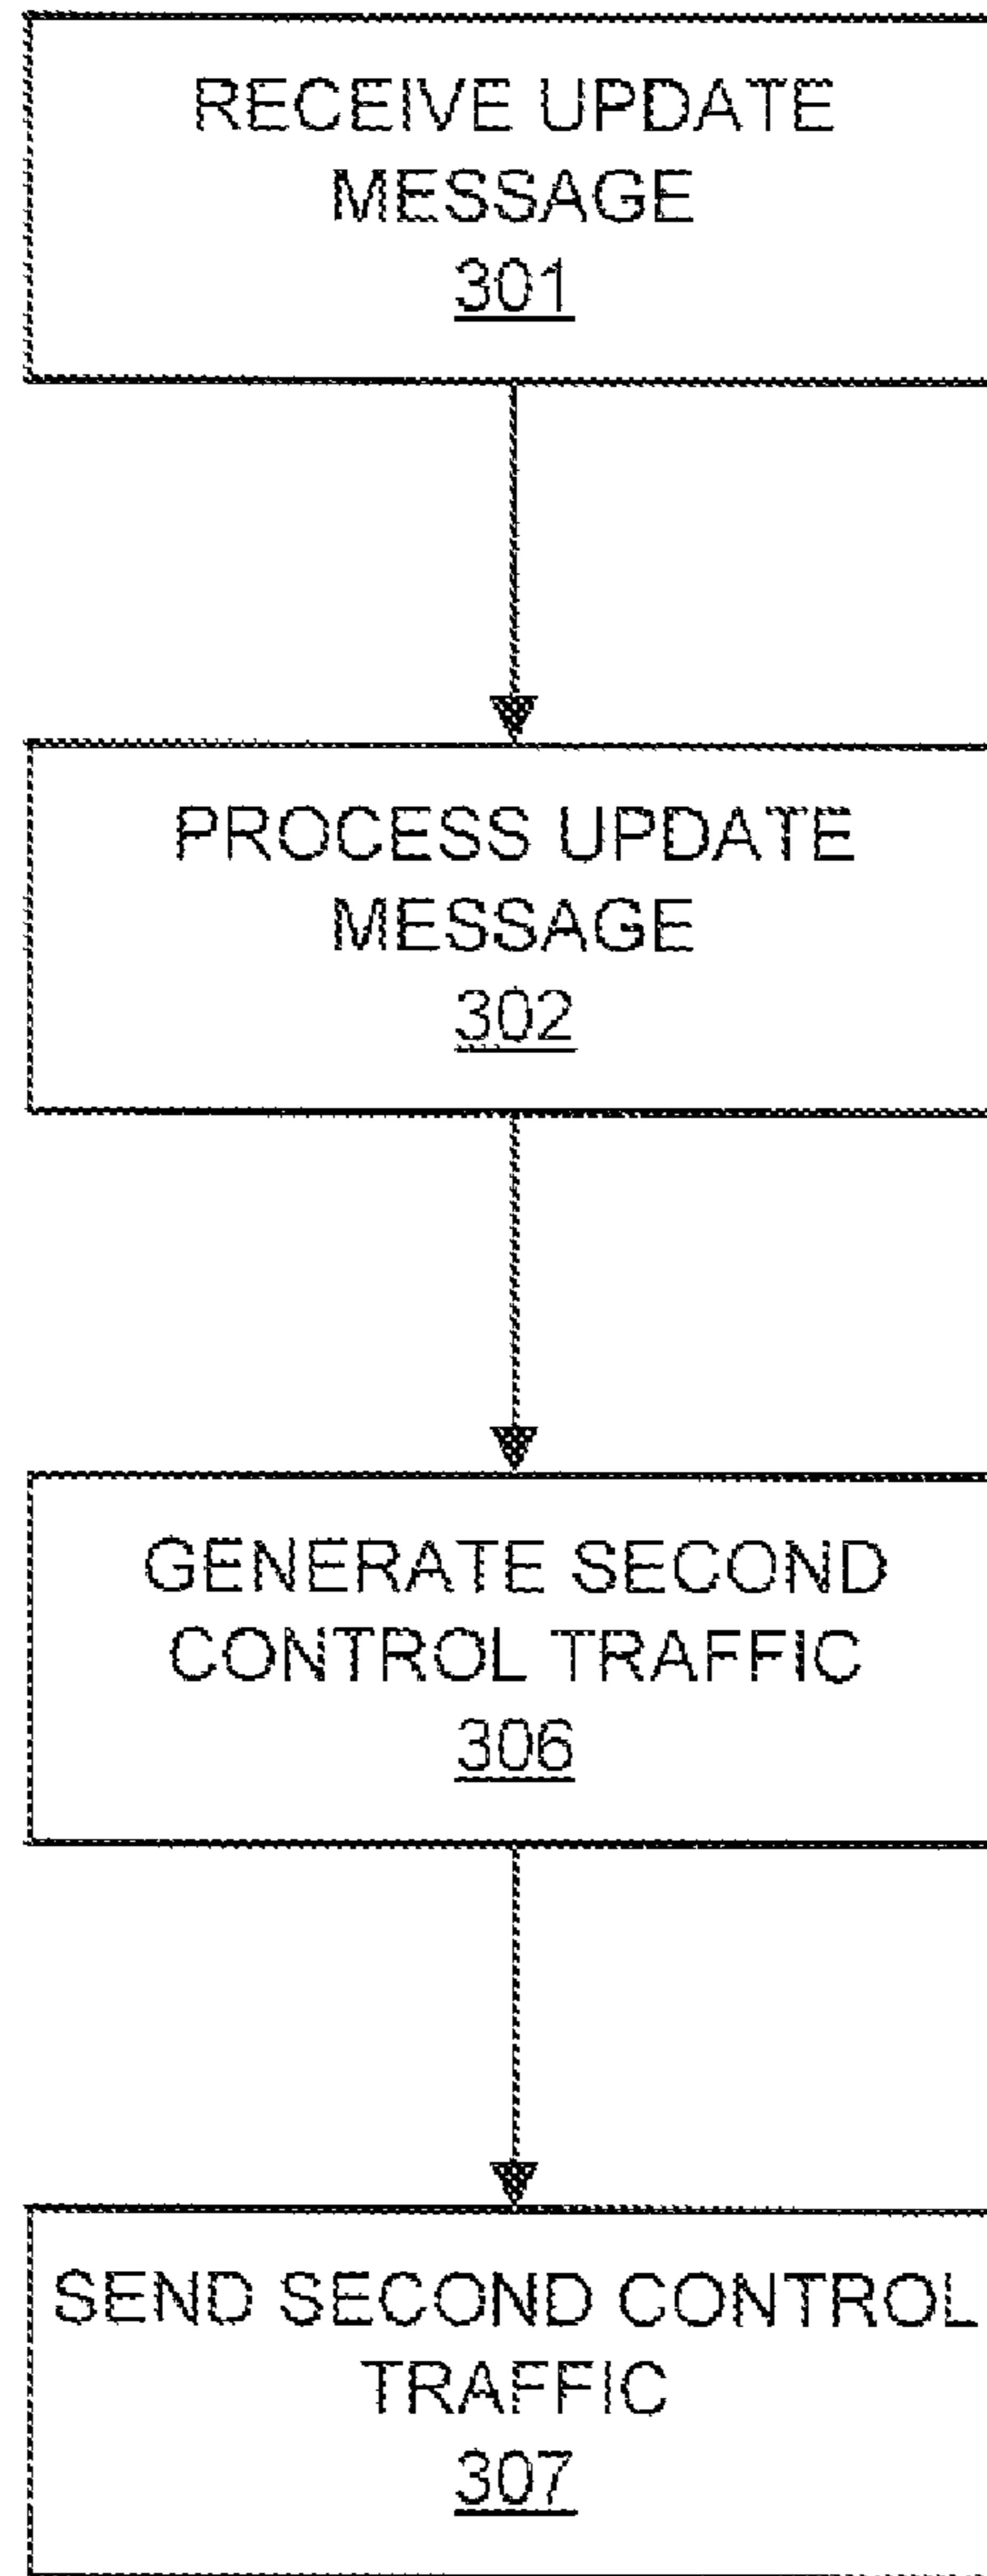 RECEIVE UPDATE
MESSAGE
301
PROCESS UPDATE
MESSAGE
302
GENERATE SECOND
CONTROL TRAFFIC
306
SEND SECOND CONTROL
TRAFFIC
307